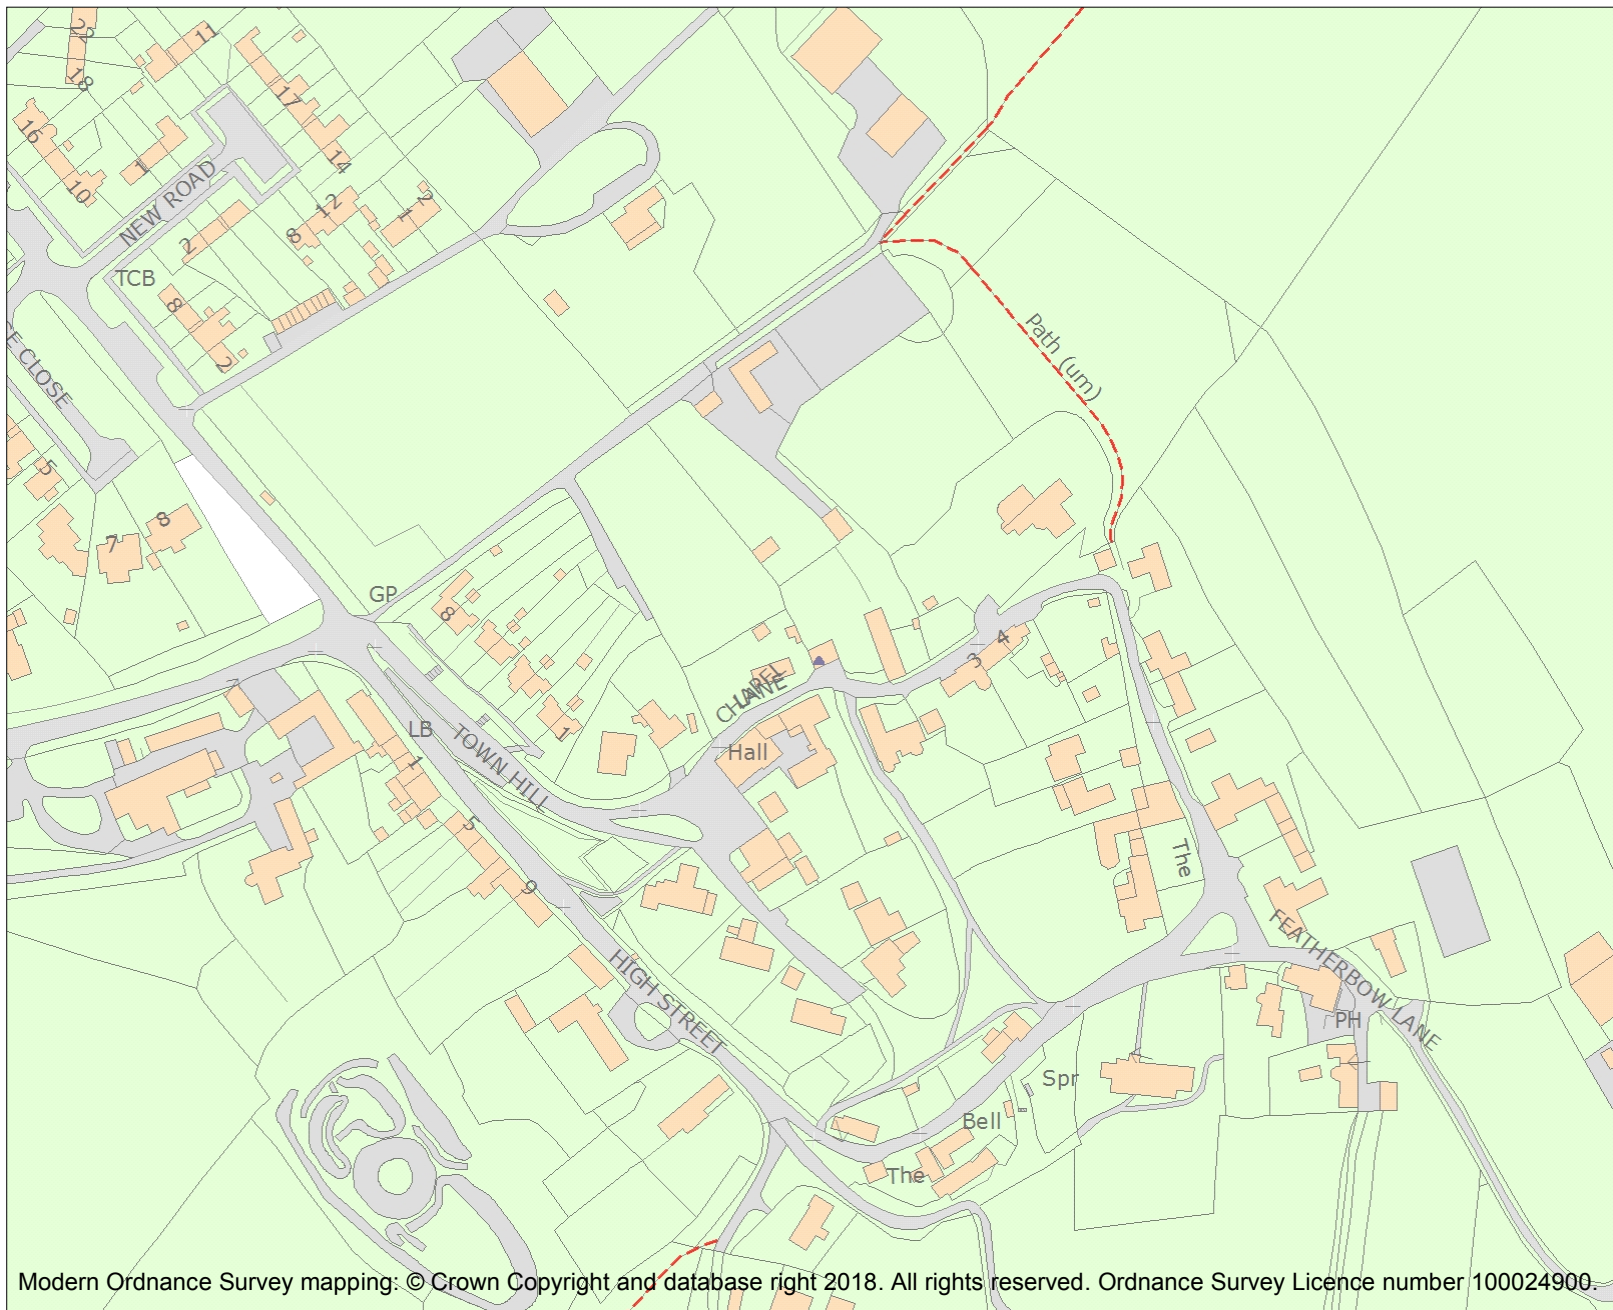 22
18
11
17
16
14
10
1
NEW ROAD
12
8
2
1
2
TCB
8
2
CE CLOSE
5
7
8
Path (um)
GP
8
1
3
4
CHAPEL
LANE
Hall
LB
TOWN HILL
1
5
9
The
HIGH STREET
FEATHERBOW LANE
PH
Spr
Bell
The
Modern Ordnance Survey mapping: © Crown Copyright and database right 2018. All rights reserved. Ordnance Survey Licence number 100024900.